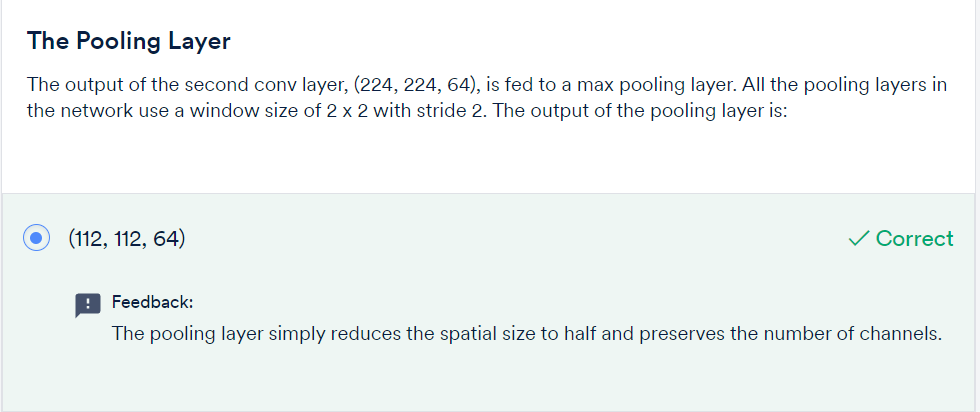 The Pooling Layer
The output of the second conv layer, (224, 224, 64), is fed to a max pooling layer. All the pooling layers in
the network use a window size of 2 x 2 with stride 2. The output of the pooling layer is:
(112, 112, 64)
Correct
Feedback:
The pooling layer simply reduces the spatial size to half and preserves the number of channels.